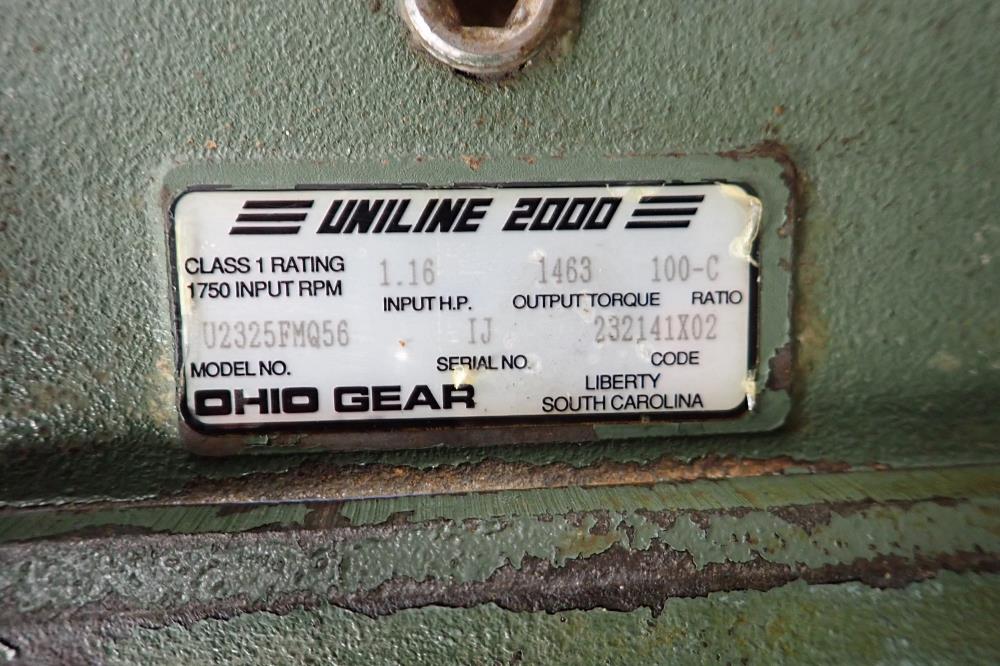 UNILINE 2000
CLASS 1 RATING 1.16 1463 100-C
1750 INPUT RPM INPUT H.P. OUTPUT TORQUE RATIO
U2325FMQ56 IJ 232141X02
MODEL NO. SERIAL NO. CODE
OHIO GEAR LIBERTY
SOUTH CAROLINA